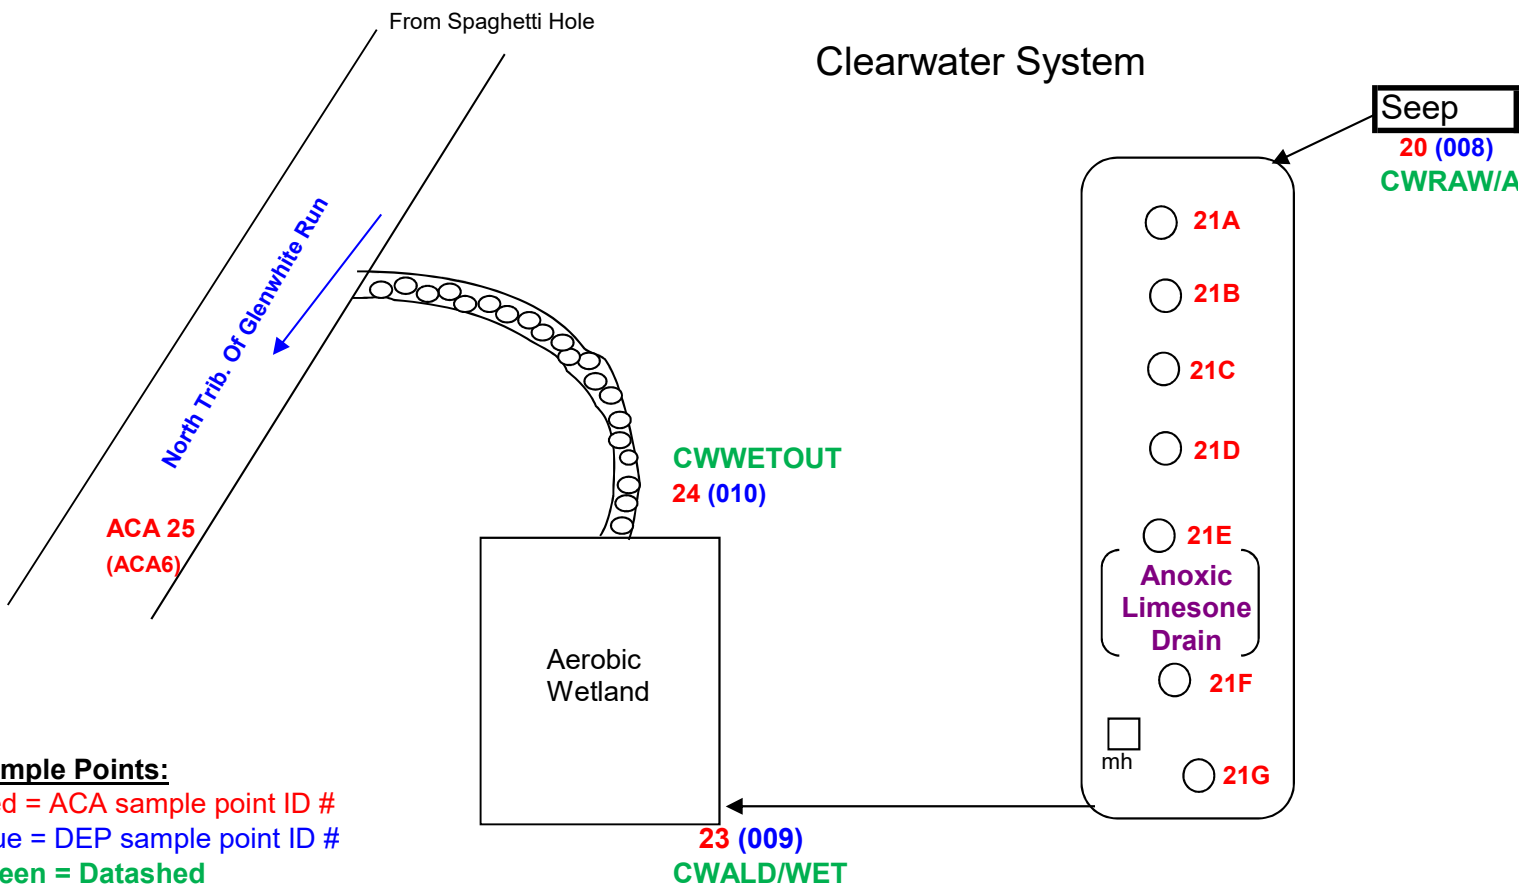 From Spaghetti Hole
Clearwater System
Seep
20 (008)
CWRAW/A
21A
21B
21C
21D
21E
Anoxic
Limesone
Drain
21F
mh
21G
North Trib. Of Glenwhite Run
ACA 25
(ACA6)
CWWETOUT
24 (010)
Aerobic
Wetland
23 (009)
CWALD/WET
mple Points:
ed = ACA sample point ID #
ue = DEP sample point ID #
een = Datashed